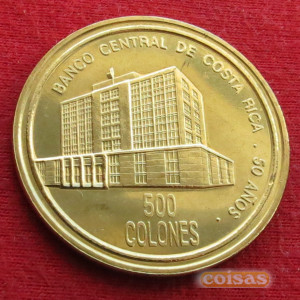 BANCO CENTRAL DE COSTA RICA · 50 AÑOS ·
500
COLONES
coisas